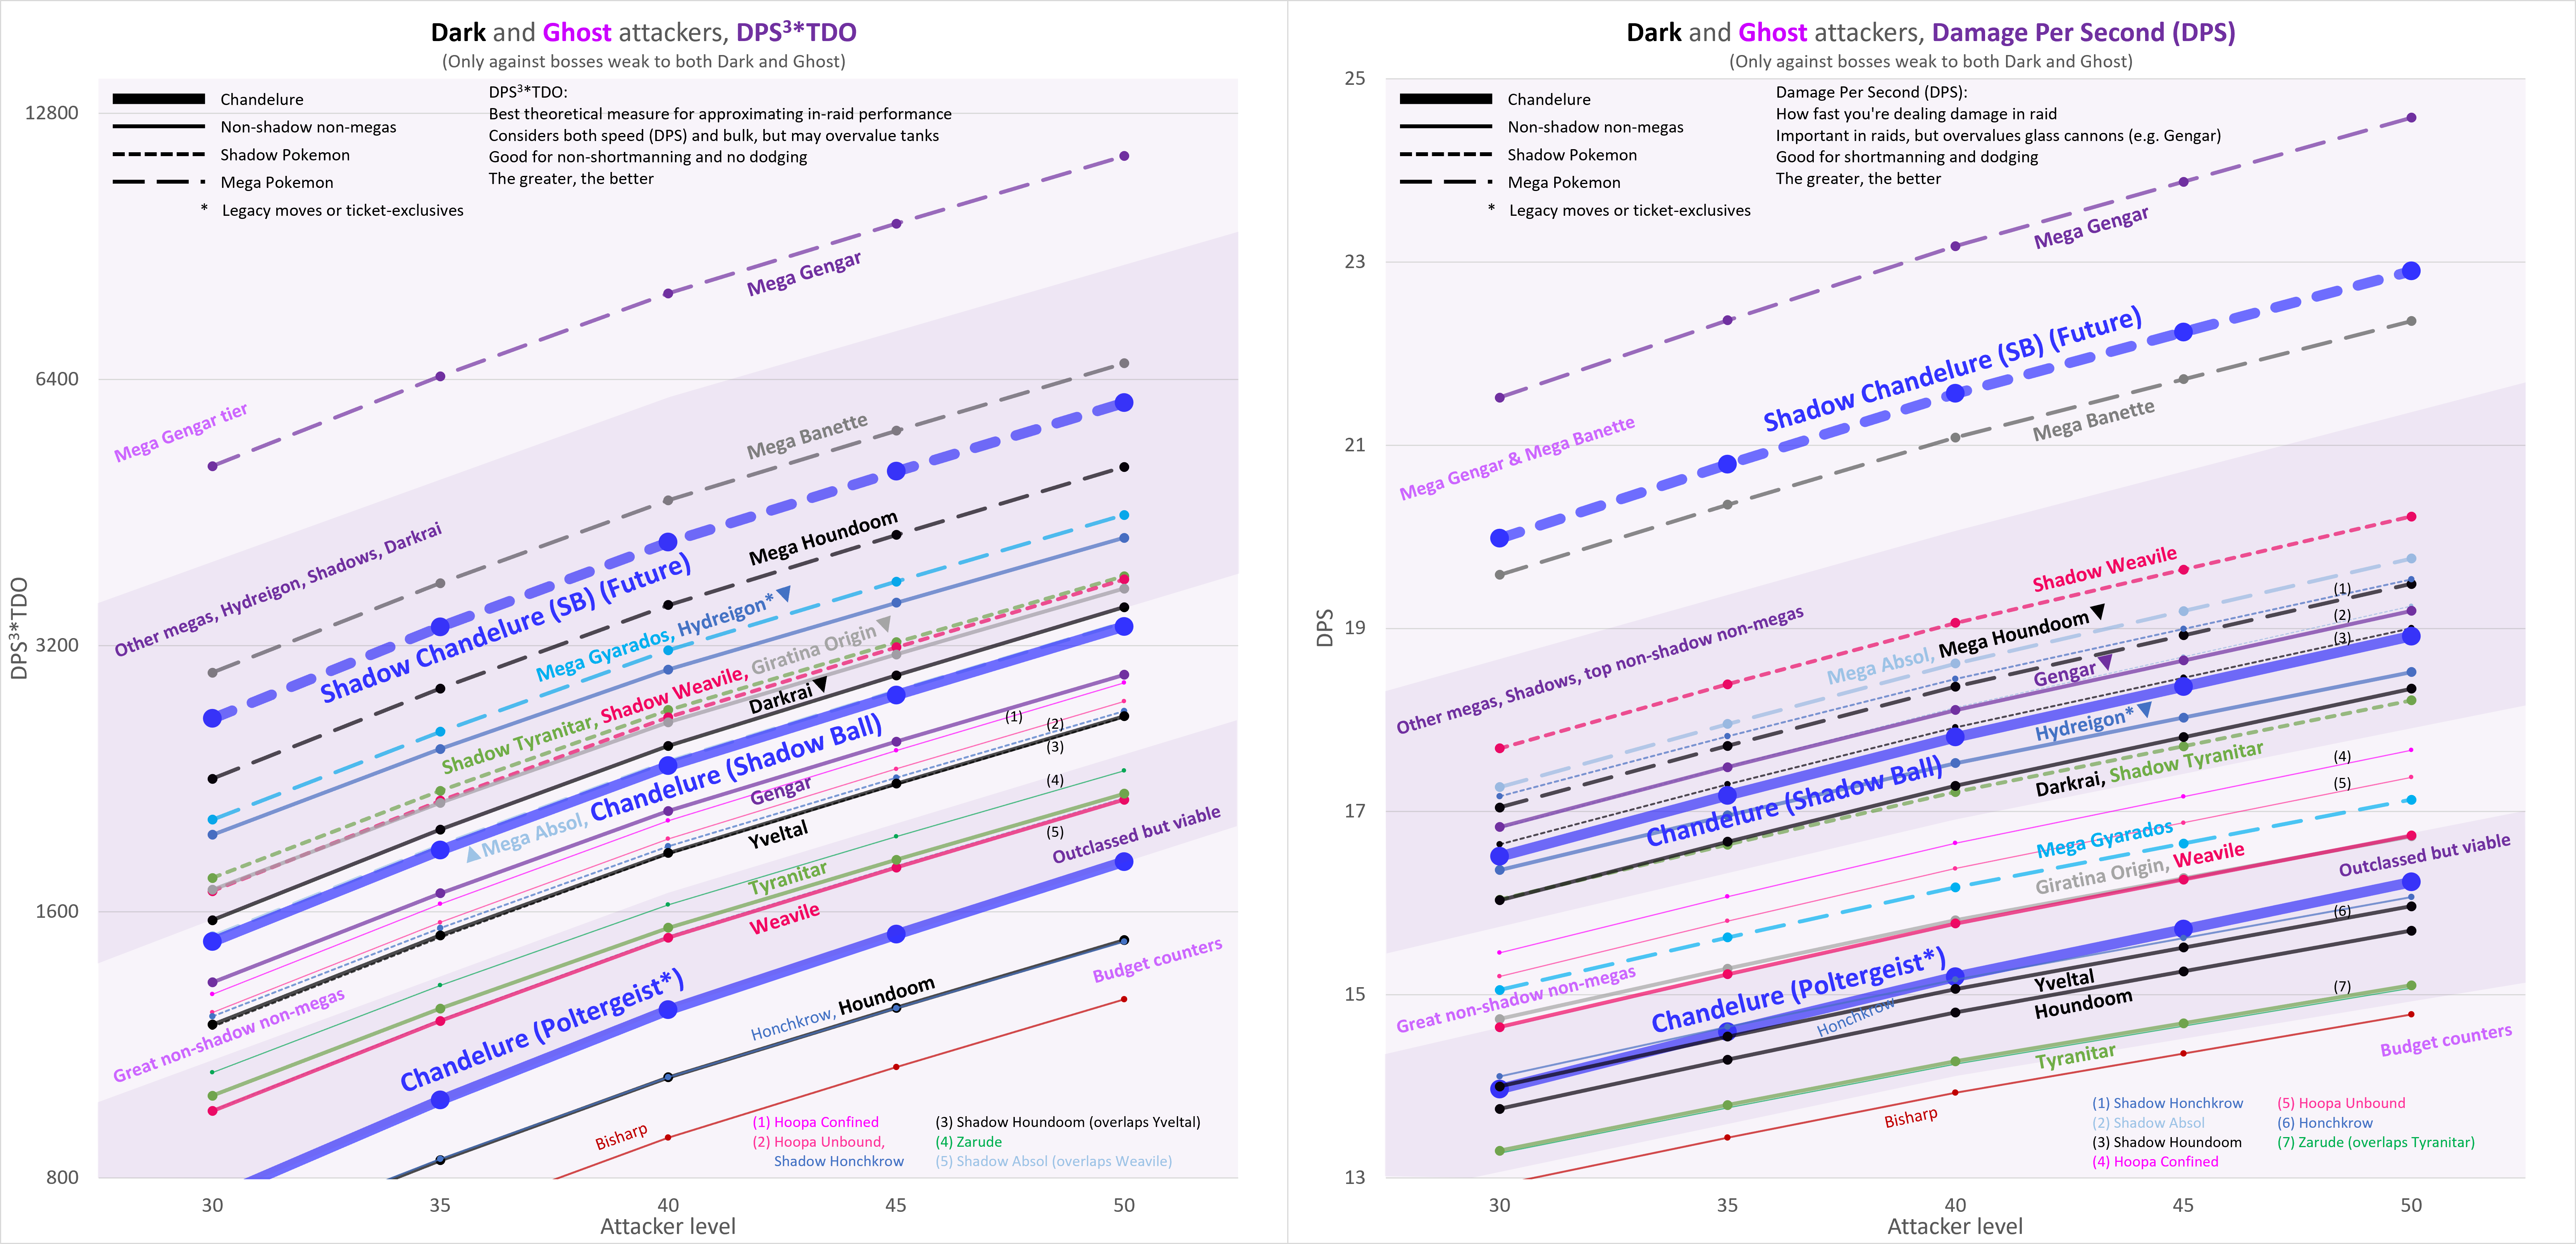 Dark and Ghost attackers, DPS³*TDO
(Only against bosses weak to both Dark and Ghost)
Chandelure
Non-shadow non-megas
Shadow Pokemon
Mega Pokemon
* Legacy moves or ticket-exclusives
DPS³*TDO:
Best theoretical measure for approximating in-raid performance
Considers both speed (DPS) and bulk, but may overvalue tanks
Good for non-shortmanning and no dodging
The greater, the better
12800
6400
3200
1600
800
DPS³*TDO
Mega Gengar tier
Mega Gengar
Other megas, Hydreigon, Shadows, Darkrai
Mega Banette
Shadow Chandelure (SB) (Future)
Mega Houndoom
Mega Gyarados, Hydreigon*▼
Shadow Tyranitar, Shadow Weavile, Giratina Origin▼
Darkrai▼
Chandelure (Shadow Ball)
▲Mega Absol,
Gengar
(1)
(2)
(3)
(4)
(5)
Yveltal
Tyranitar
Weavile
Outclassed but viable
Great non-shadow non-megas
Chandelure (Poltergeist*)
Honchkrow, Houndoom
Budget counters
Bisharp
(1) Hoopa Confined
(2) Hoopa Unbound,
Shadow Honchkrow
(3) Shadow Houndoom (overlaps Yveltal)
(4) Zarude
(5) Shadow Absol (overlaps Weavile)
30 35 40 45 50
Attacker level
Dark and Ghost attackers, Damage Per Second (DPS)
(Only against bosses weak to both Dark and Ghost)
Chandelure
Non-shadow non-megas
Shadow Pokemon
Mega Pokemon
* Legacy moves or ticket-exclusives
Damage Per Second (DPS):
How fast you're dealing damage in raid
Important in raids, but overvalues glass cannons (e.g. Gengar)
Good for shortmanning and dodging
The greater, the better
25
23
21
19
17
15
13
DPS
Mega Gengar
Shadow Chandelure (SB) (Future)
Mega Banette
Mega Gengar & Mega Banette
Shadow Weavile
Other megas, Shadows, top non-shadow non-megas
Mega Absol, Mega Houndoom▼
(1)
(2)
(3)
Gengar▼
Hydreigon*▼
Chandelure (Shadow Ball)
Darkrai, Shadow Tyranitar
(4)
(5)
Mega Gyarados
Giratina Origin, Weavile
Outclassed but viable
Great non-shadow non-megas
(6)
Chandelure (Poltergeist*)
Honchkrow
Yveltal
Houndoom
(7)
Tyranitar
Budget counters
Bisharp
(1) Shadow Honchkrow
(2) Shadow Absol
(3) Shadow Houndoom
(4) Hoopa Confined
(5) Hoopa Unbound
(6) Honchkrow
(7) Zarude (overlaps Tyranitar)
30 35 40 45 50
Attacker level